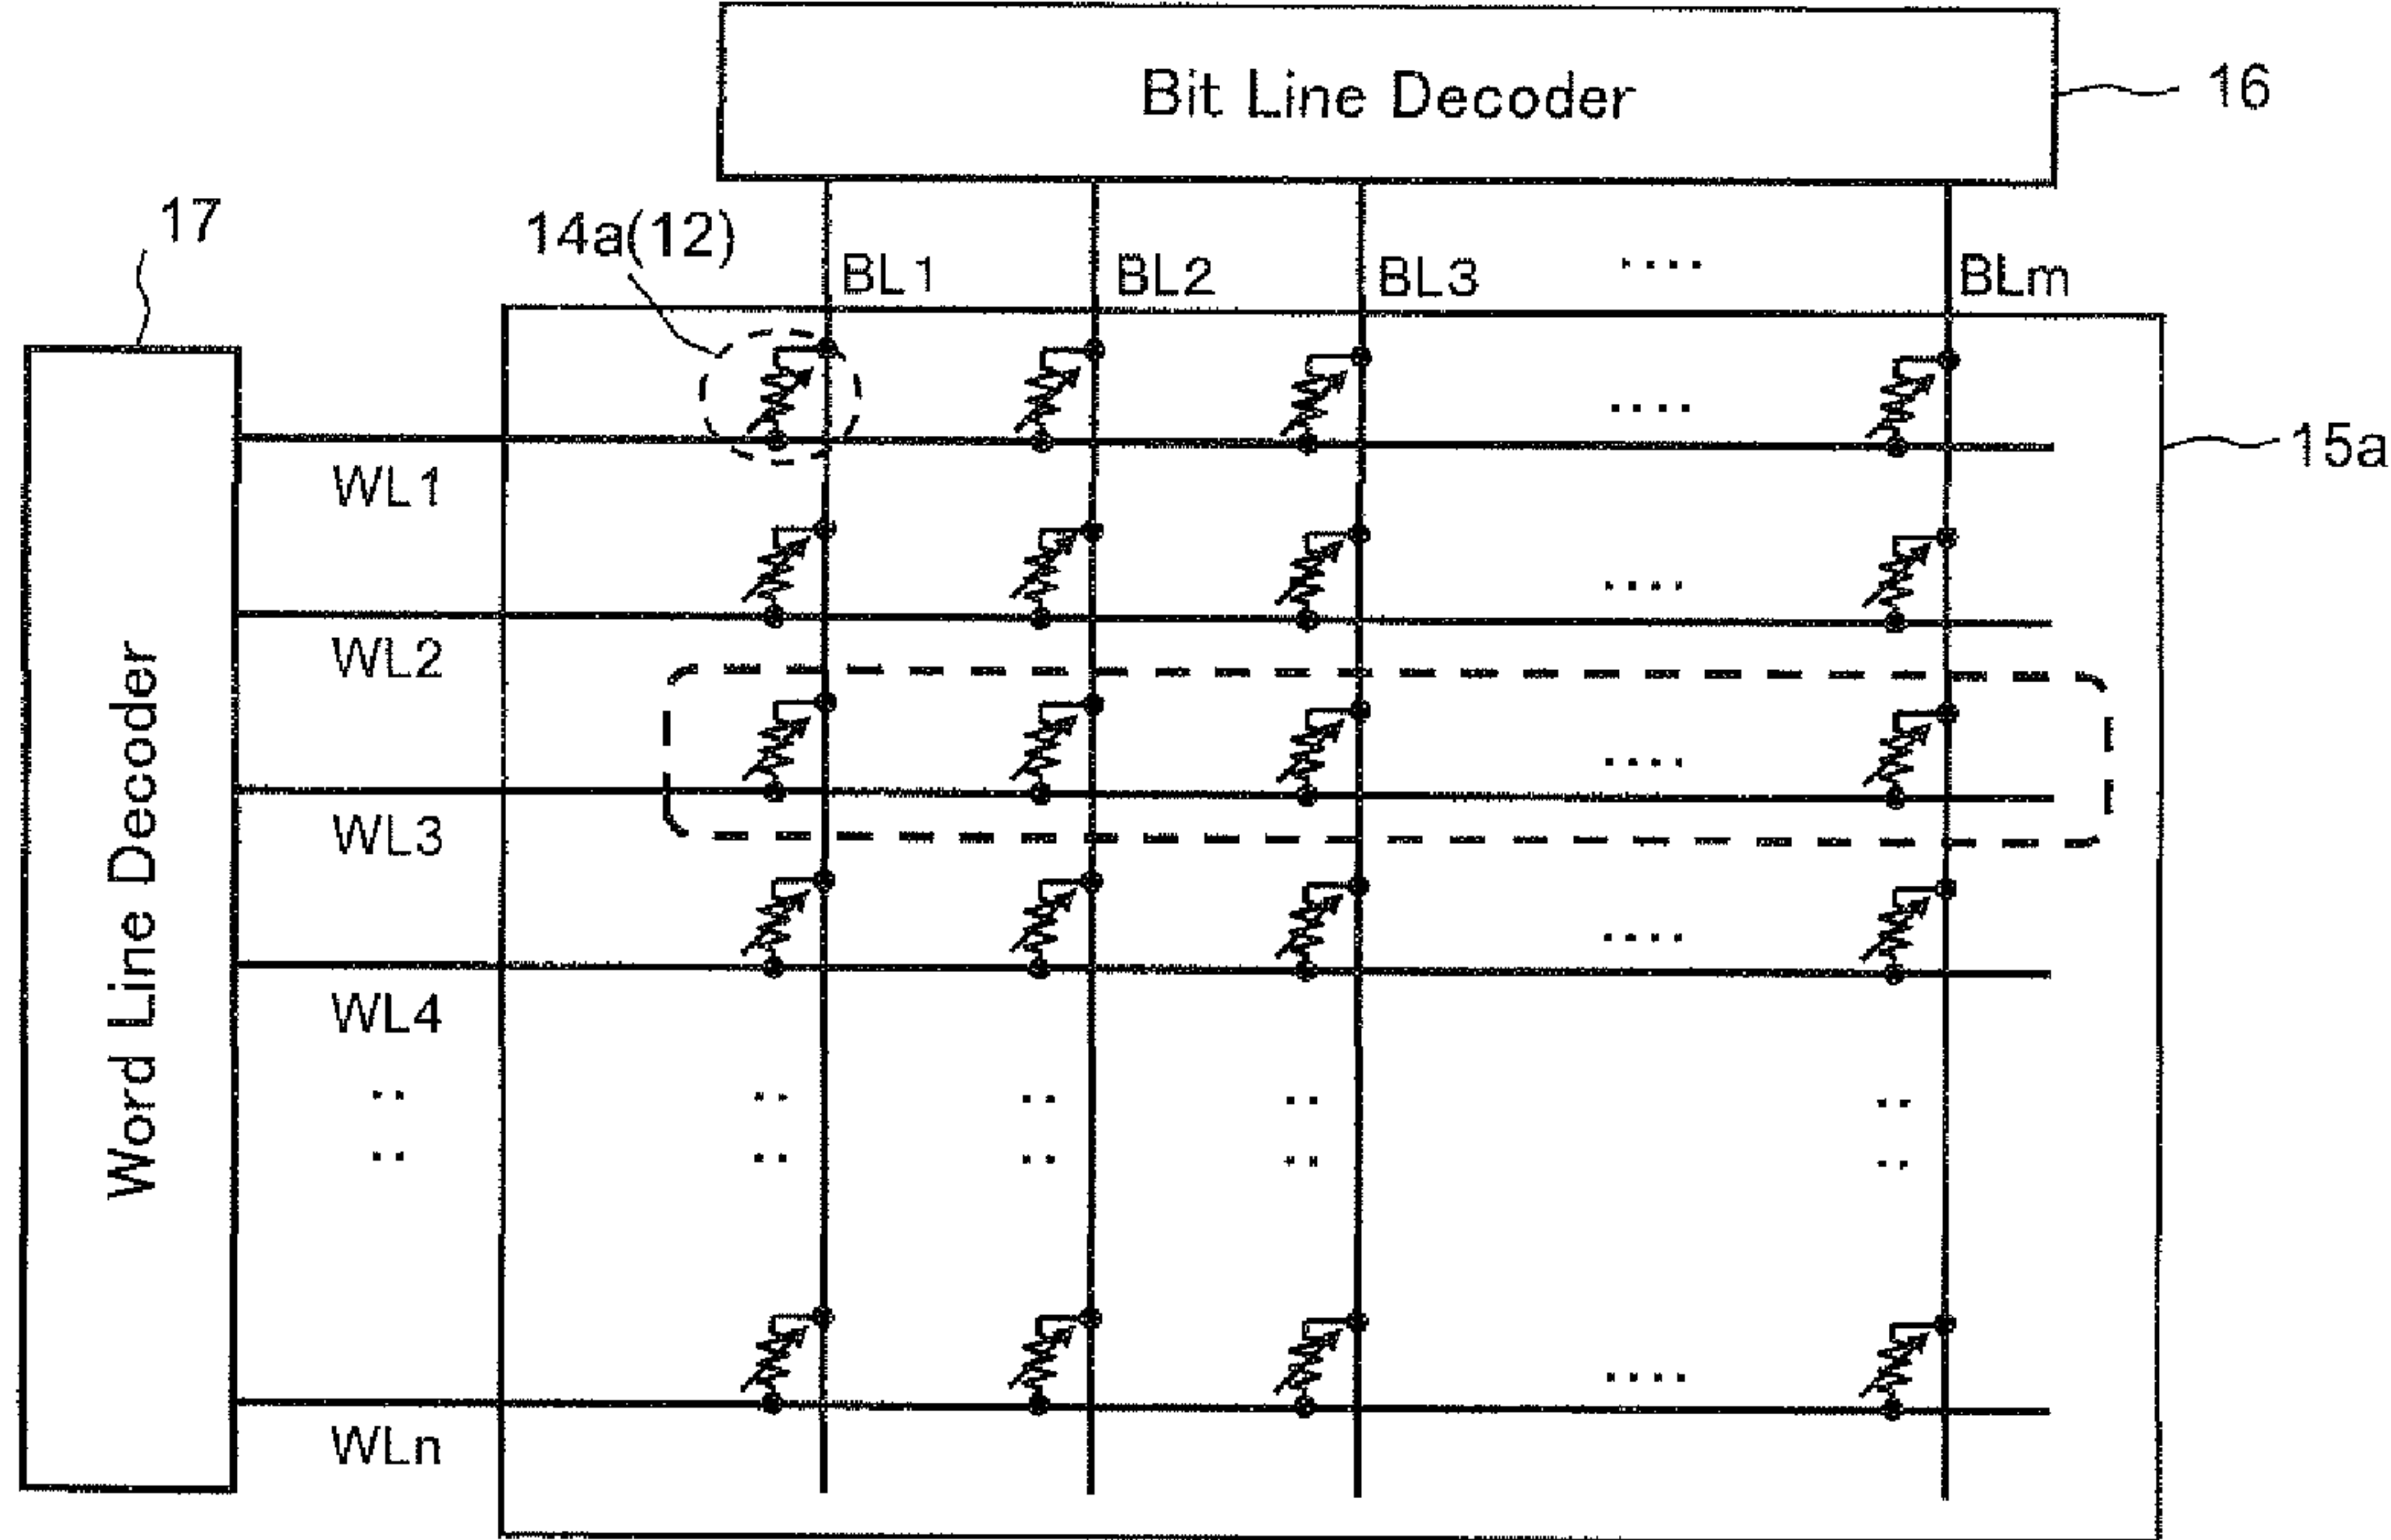 Bit Line Decoder
16
17
14a(12)
BL1 BL2 BL3 .... BLm
....
15a
WL1
....
WL2
....
WL3
....
WL4
Word Line Decoder
....
WLn